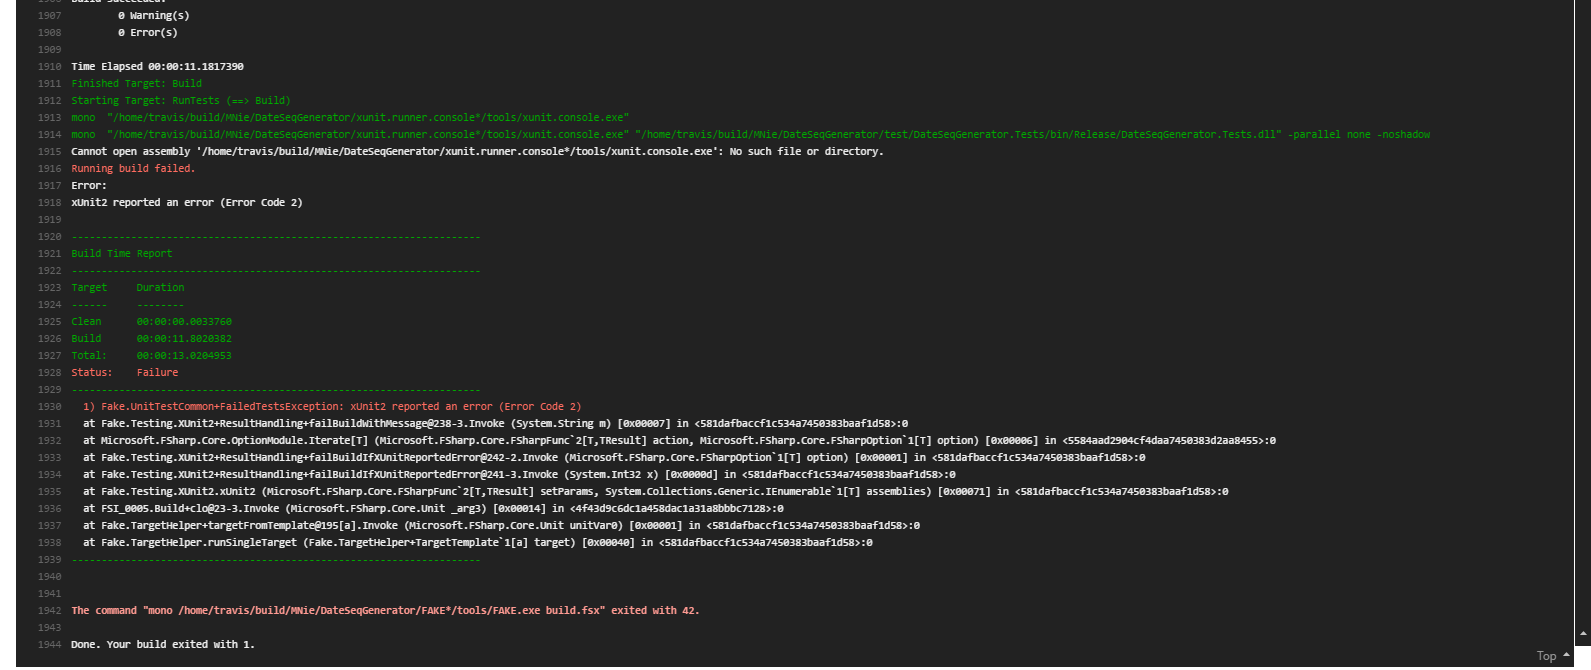 1907 0 Warning(s)
1908 0 Error(s)
1909
1910 Time Elapsed 00:00:11.1817390
1911 Finished Target: Build
1912 Starting Target: RunTests (==> Build)
1913 mono "/home/travis/build/MNie/DateSeqGenerator/xunit.runner.console*/tools/xunit.console.exe"
1914 mono "/home/travis/build/MNie/DateSeqGenerator/xunit.runner.console*/tools/xunit.console.exe" "/home/travis/build/MNie/DateSeqGenerator/test/DateSeqGenerator.Tests/bin/Release/DateSeqGenerator.Tests.dll" -parallel none -noshadow
1915 Cannot open assembly '/home/travis/build/MNie/DateSeqGenerator/xunit.runner.console*/tools/xunit.console.exe': No such file or directory.
1916 Running build failed.
1917 Error:
1918 xUnit2 reported an error (Error Code 2)
1919
1920 ---------------------------------------------------------------------
1921 Build Time Report
1922 ---------------------------------------------------------------------
1923 Target Duration
1924 ------ --------
1925 Clean 00:00:00.0033760
1926 Build 00:00:11.8020382
1927 Total: 00:00:13.0204953
1928 Status: Failure
1929 ---------------------------------------------------------------------
1930 1) Fake.UnitTestCommon+FailedTestsException: xUnit2 reported an error (Error Code 2)
1931 at Fake.Testing.XUnit2+ResultHandling+failBuildWithMessage@238-3.Invoke (System.String m) [0x00007] in <581dafbaccf1c534a7450383baaf1d58>:0
1932 at Microsoft.FSharp.Core.OptionModule.Iterate[T] (Microsoft.FSharp.Core.FSharpFunc`2[T,TResult] action, Microsoft.FSharp.Core.FSharpOption`1[T] option) [0x00006] in <5584aad2904cf4daa7450383d2aa8455>:0
1933 at Fake.Testing.XUnit2+ResultHandling+failBuildIfXUnitReportedError@242-2.Invoke (Microsoft.FSharp.Core.FSharpOption`1[T] option) [0x00001] in <581dafbaccf1c534a7450383baaf1d58>:0
1934 at Fake.Testing.XUnit2+ResultHandling+failBuildIfXUnitReportedError@241-3.Invoke (System.Int32 x) [0x0000d] in <581dafbaccf1c534a7450383baaf1d58>:0
1935 at Fake.Testing.XUnit2.xUnit2 (Microsoft.FSharp.Core.FSharpFunc`2[T,TResult] setParams, System.Collections.Generic.IEnumerable`1[T] assemblies) [0x00071] in <581dafbaccf1c534a7450383baaf1d58>:0
1936 at FSI_0005.Build+clo@23-3.Invoke (Microsoft.FSharp.Core.Unit _arg3) [0x00014] in <4f43d9c6dc1a458dac1a31a8bbbc7128>:0
1937 at Fake.TargetHelper+targetFromTemplate@195[a].Invoke (Microsoft.FSharp.Core.Unit unitVar0) [0x00001] in <581dafbaccf1c534a7450383baaf1d58>:0
1938 at Fake.TargetHelper.runSingleTarget (Fake.TargetHelper+TargetTemplate`1[a] target) [0x00040] in <581dafbaccf1c534a7450383baaf1d58>:0
1939 ---------------------------------------------------------------------
1940
1941
1942 The command "mono /home/travis/build/MNie/DateSeqGenerator/FAKE*/tools/FAKE.exe build.fsx" exited with 42.
1943
1944 Done. Your build exited with 1.
Top